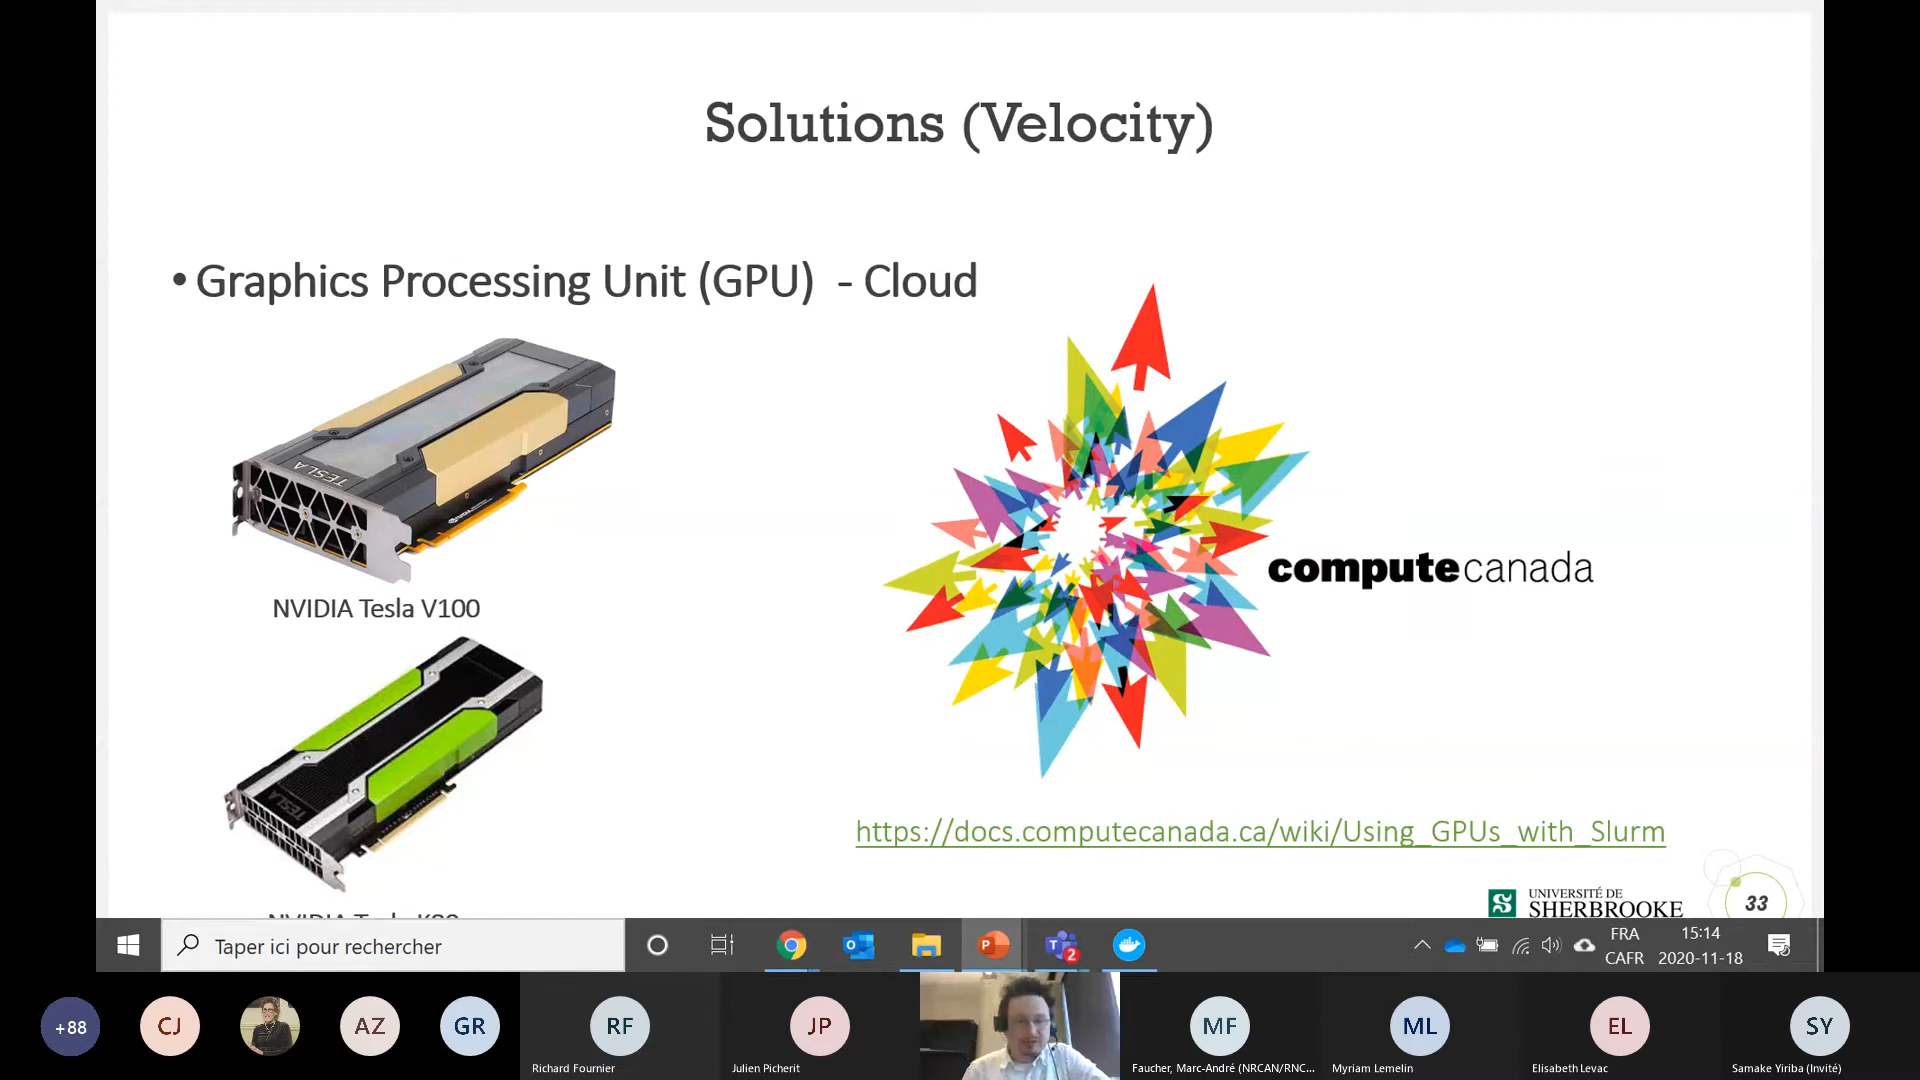 Solutions (Velocity)
• Graphics Processing Unit (GPU) - Cloud
TESLA
NVIDIA Tesla V100
TESLA
computecanada
https://docs.computecanada.ca/wiki/Using_GPUs_with_Slurm
UNIVERSITÉ DE
SHERBROOKE
33
Taper ici pour rechercher
FRA
CAFR
15:14
2020-11-18
+88
CJ
AZ
GR
RF
Richard Fournier
JP
Julien Picherit
MF
Faucher, Marc-André (NRCAN/RNC...
ML
Myriam Lemelin
EL
Elisabeth Levac
SY
Samake Yiriba (Invité)